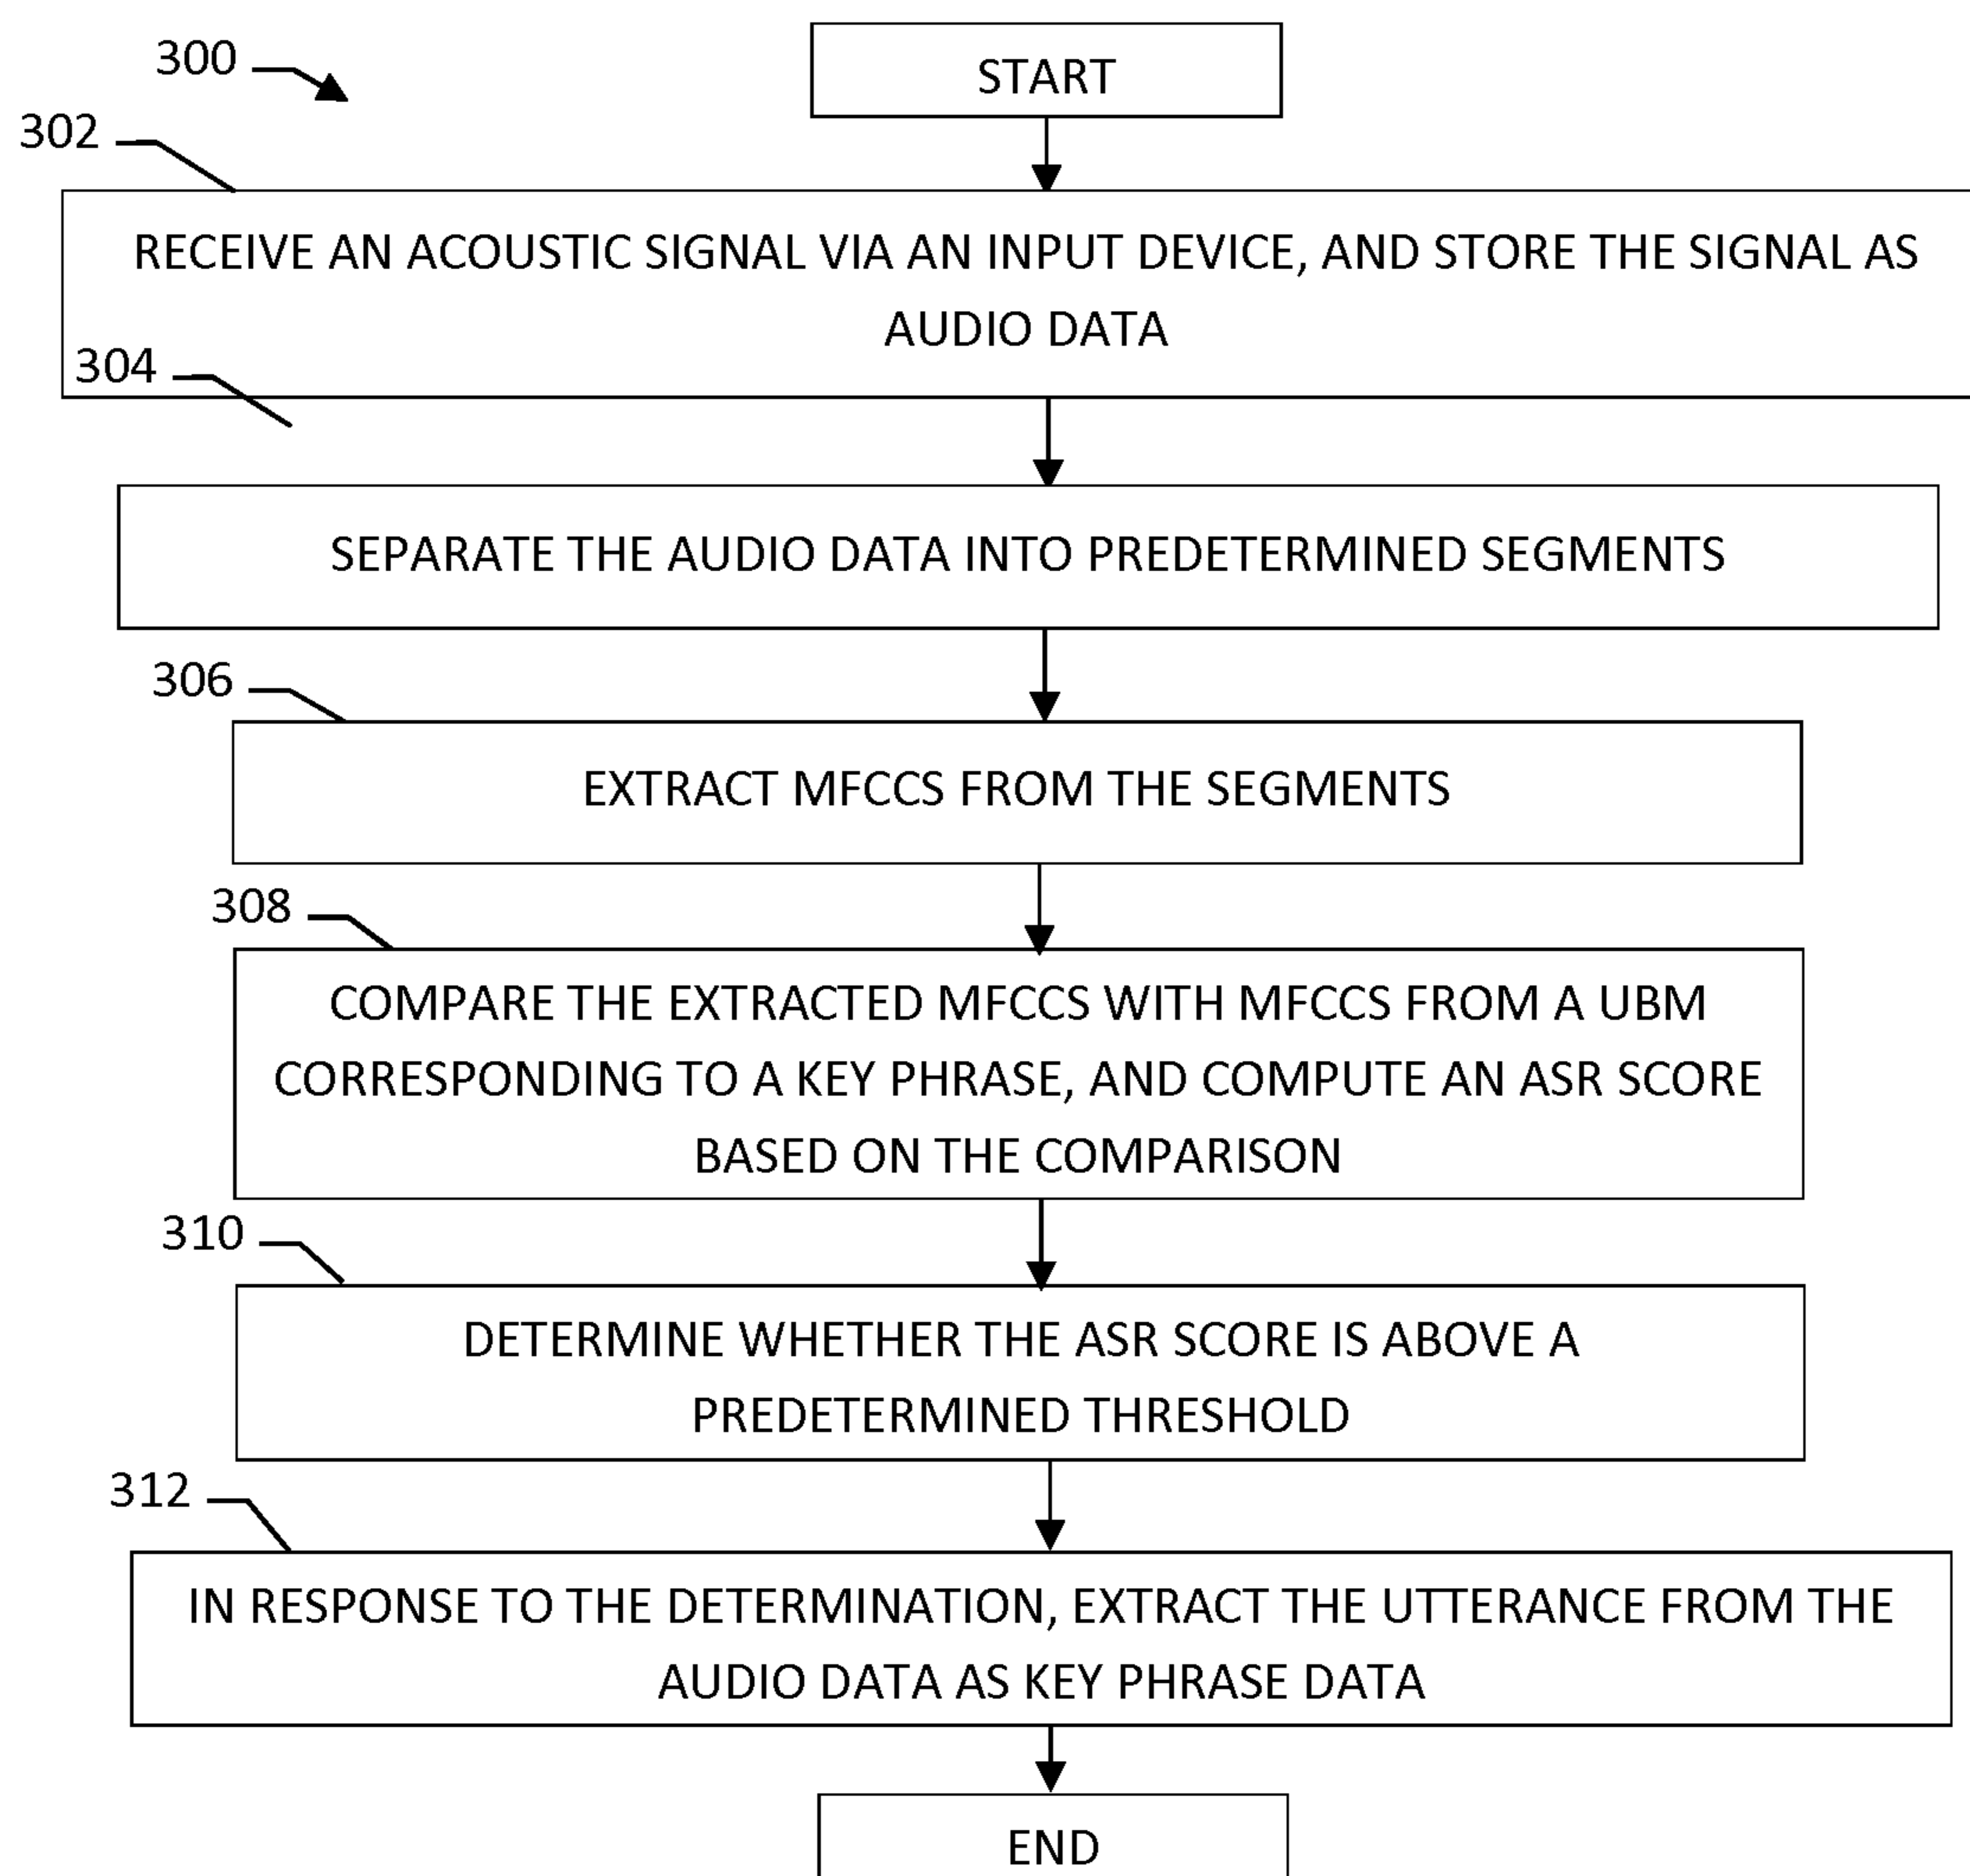 300
START
302
RECEIVE AN ACOUSTIC SIGNAL VIA AN INPUT DEVICE, AND STORE THE SIGNAL AS
AUDIO DATA
304
SEPARATE THE AUDIO DATA INTO PREDETERMINED SEGMENTS
306
EXTRACT MFCCS FROM THE SEGMENTS
308
COMPARE THE EXTRACTED MFCCS WITH MFCCS FROM A UBM
CORRESPONDING TO A KEY PHRASE, AND COMPUTE AN ASR SCORE
BASED ON THE COMPARISON
310
DETERMINE WHETHER THE ASR SCORE IS ABOVE A
PREDETERMINED THRESHOLD
312
IN RESPONSE TO THE DETERMINATION, EXTRACT THE UTTERANCE FROM THE
AUDIO DATA AS KEY PHRASE DATA
END